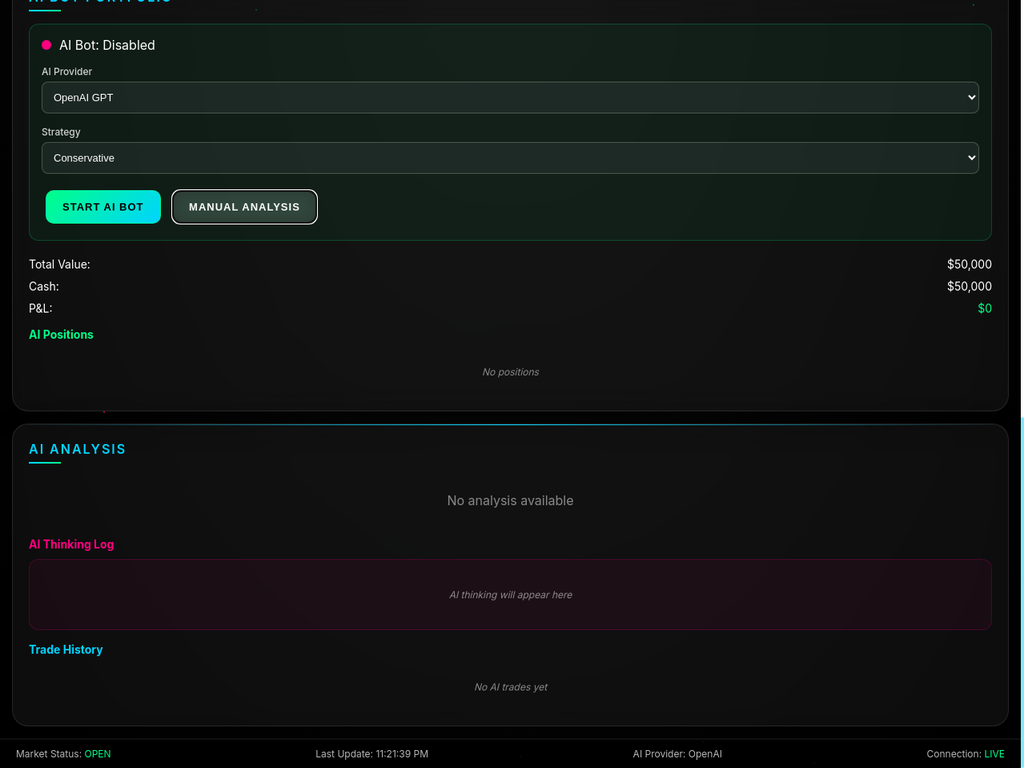 AI BOT PORTFOLIO
AI Bot: Disabled
AI Provider
OpenAI GPT
Strategy
Conservative
START AI BOT
MANUAL ANALYSIS
Total Value: $50,000
Cash: $50,000
P&L: $0
AI Positions
No positions
AI ANALYSIS
No analysis available
AI Thinking Log
AI thinking will appear here
Trade History
No AI trades yet
Market Status: OPEN Last Update: 11:21:39 PM AI Provider: OpenAI Connection: LIVE